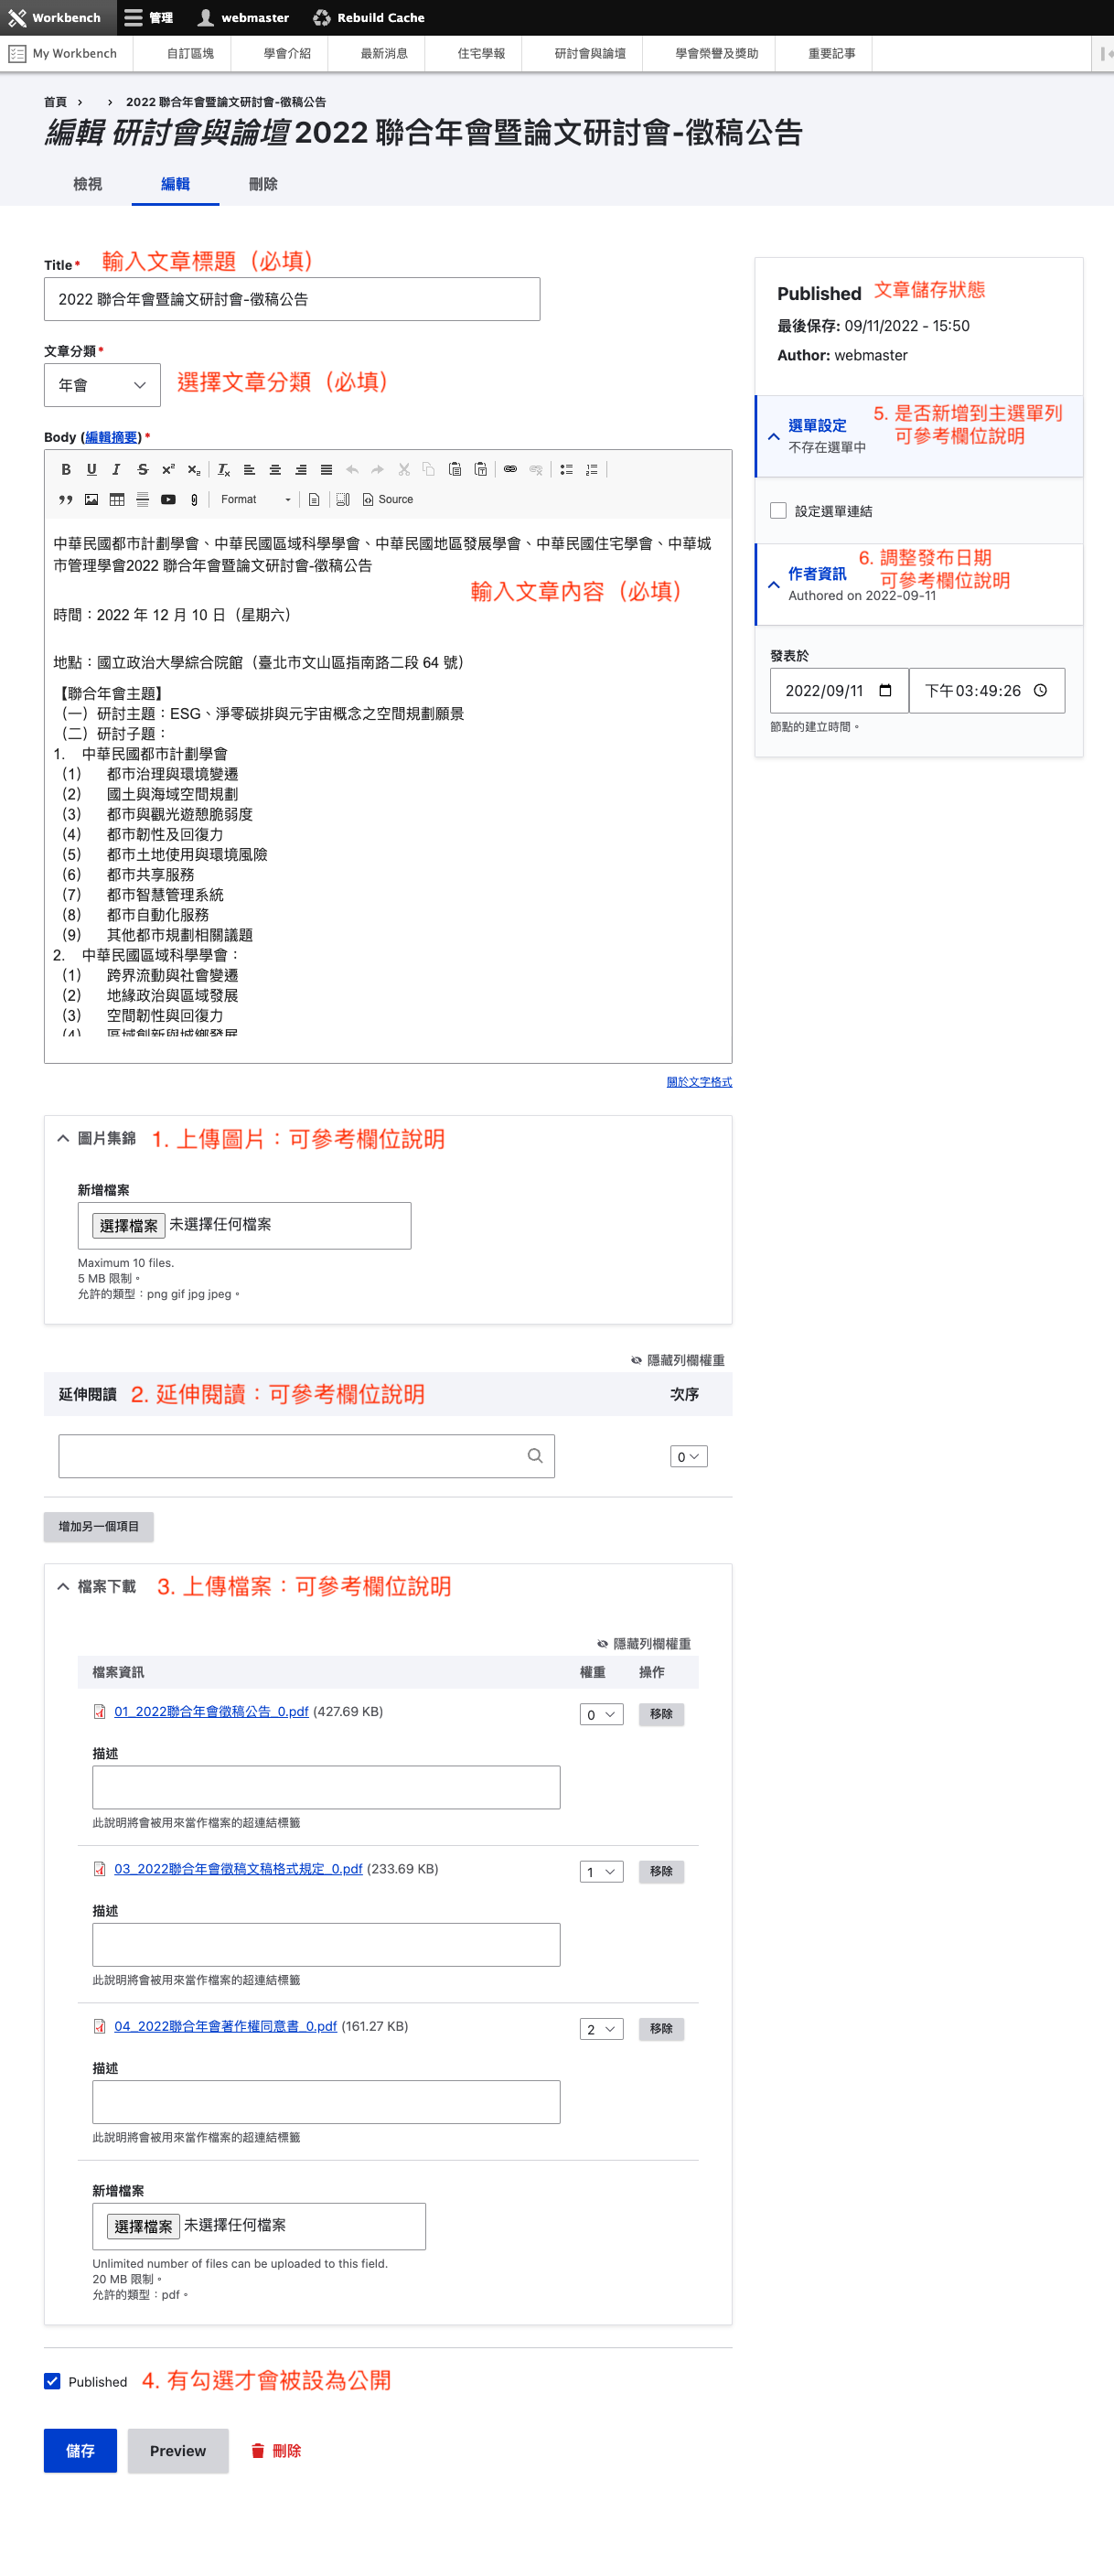 Workbench 管理 webmaster Rebuild Cache
My Workbench 自訂區塊 學會介紹 最新消息 住宅學報 研討會與論壇 學會榮譽及獎助 重要記事
首頁 › › 2022 聯合年會暨論文研討會-徵稿公告
編輯 研討會與論壇 2022 聯合年會暨論文研討會-徵稿公告
檢視 編輯 刪除
Title* 輸入文章標題（必填）
2022 聯合年會暨論文研討會-徵稿公告
文章分類*
年會 選擇文章分類（必填）
Body (編輯摘要)*
B U I S x² x₂ Tx
Format Source
中華民國都市計劃學會、中華民國區域科學學會、中華民國地區發展學會、中華民國住宅學會、中華城
市管理學會2022 聯合年會暨論文研討會-徵稿公告
輸入文章內容（必填）
時間：2022 年 12 月 10 日（星期六）
地點：國立政治大學綜合院館（臺北市文山區指南路二段 64 號）
【聯合年會主題】
（一）研討主題：ESG、淨零碳排與元宇宙概念之空間規劃願景
（二）研討子題：
1. 中華民國都市計劃學會
（1） 都市治理與環境變遷
（2） 國土與海域空間規劃
（3） 都市與觀光遊憩脆弱度
（4） 都市韌性及回復力
（5） 都市土地使用與環境風險
（6） 都市共享服務
（7） 都市智慧管理系統
（8） 都市自動化服務
（9） 其他都市規劃相關議題
2. 中華民國區域科學學會：
（1） 跨界流動與社會變遷
（2） 地緣政治與區域發展
（3） 空間韌性與回復力
（4） 區域創新與城鄉發展
關於文字格式
圖片集錦 1. 上傳圖片：可參考欄位說明
新增檔案
選擇檔案 未選擇任何檔案
Maximum 10 files.
5 MB 限制。
允許的類型：png gif jpg jpeg。
隱藏列欄權重
延伸閱讀 2. 延伸閱讀：可參考欄位說明 次序
0
增加另一個項目
檔案下載 3. 上傳檔案：可參考欄位說明
隱藏列欄權重
檔案資訊 權重 操作
01_2022聯合年會徵稿公告_0.pdf (427.69 KB) 0 移除
描述
此說明將會被用來當作檔案的超連結標籤
03_2022聯合年會徵稿文稿格式規定_0.pdf (233.69 KB) 1 移除
描述
此說明將會被用來當作檔案的超連結標籤
04_2022聯合年會著作權同意書_0.pdf (161.27 KB) 2 移除
描述
此說明將會被用來當作檔案的超連結標籤
新增檔案
選擇檔案 未選擇任何檔案
Unlimited number of files can be uploaded to this field.
20 MB 限制。
允許的類型：pdf。
Published 4. 有勾選才會被設為公開
儲存 Preview 刪除
Published 文章儲存狀態
最後保存: 09/11/2022 - 15:50
Author: webmaster
選單設定 5. 是否新增到主選單列
不存在選單中 可參考欄位說明
設定選單連結
作者資訊 6. 調整發布日期
可參考欄位說明
Authored on 2022-09-11
發表於
2022/09/11 下午03:49:26
節點的建立時間。